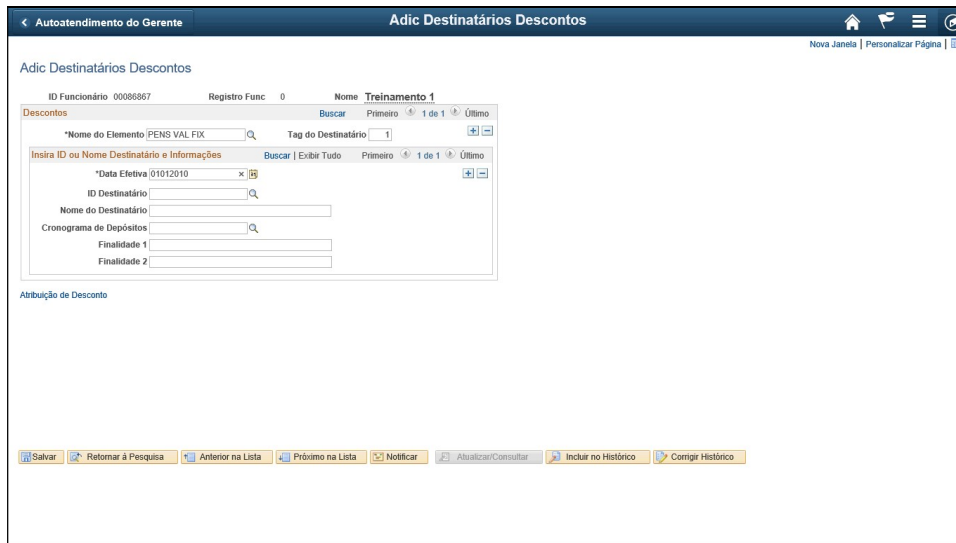 Autoatendimento do Gerente
Adic Destinatários Descontos
Nova Janela | Personalizar Página |
Adic Destinatários Descontos
ID Funcionário 00086867 Registro Func 0 Nome Treinamento 1
Descontos Buscar Primeiro 1 de 1 Último
*Nome do Elemento PENS VAL FIX Tag do Destinatário 1
Insira ID ou Nome Destinatário e Informações Buscar | Exibir Tudo Primeiro 1 de 1 Último
*Data Efetiva 01012010
ID Destinatário
Nome do Destinatário
Cronograma de Depósitos
Finalidade 1
Finalidade 2
Atribuição de Desconto
Salvar Retornar à Pesquisa Anterior na Lista Próximo na Lista Notificar Atualizar/Consultar Incluir no Histórico Corrigir Histórico